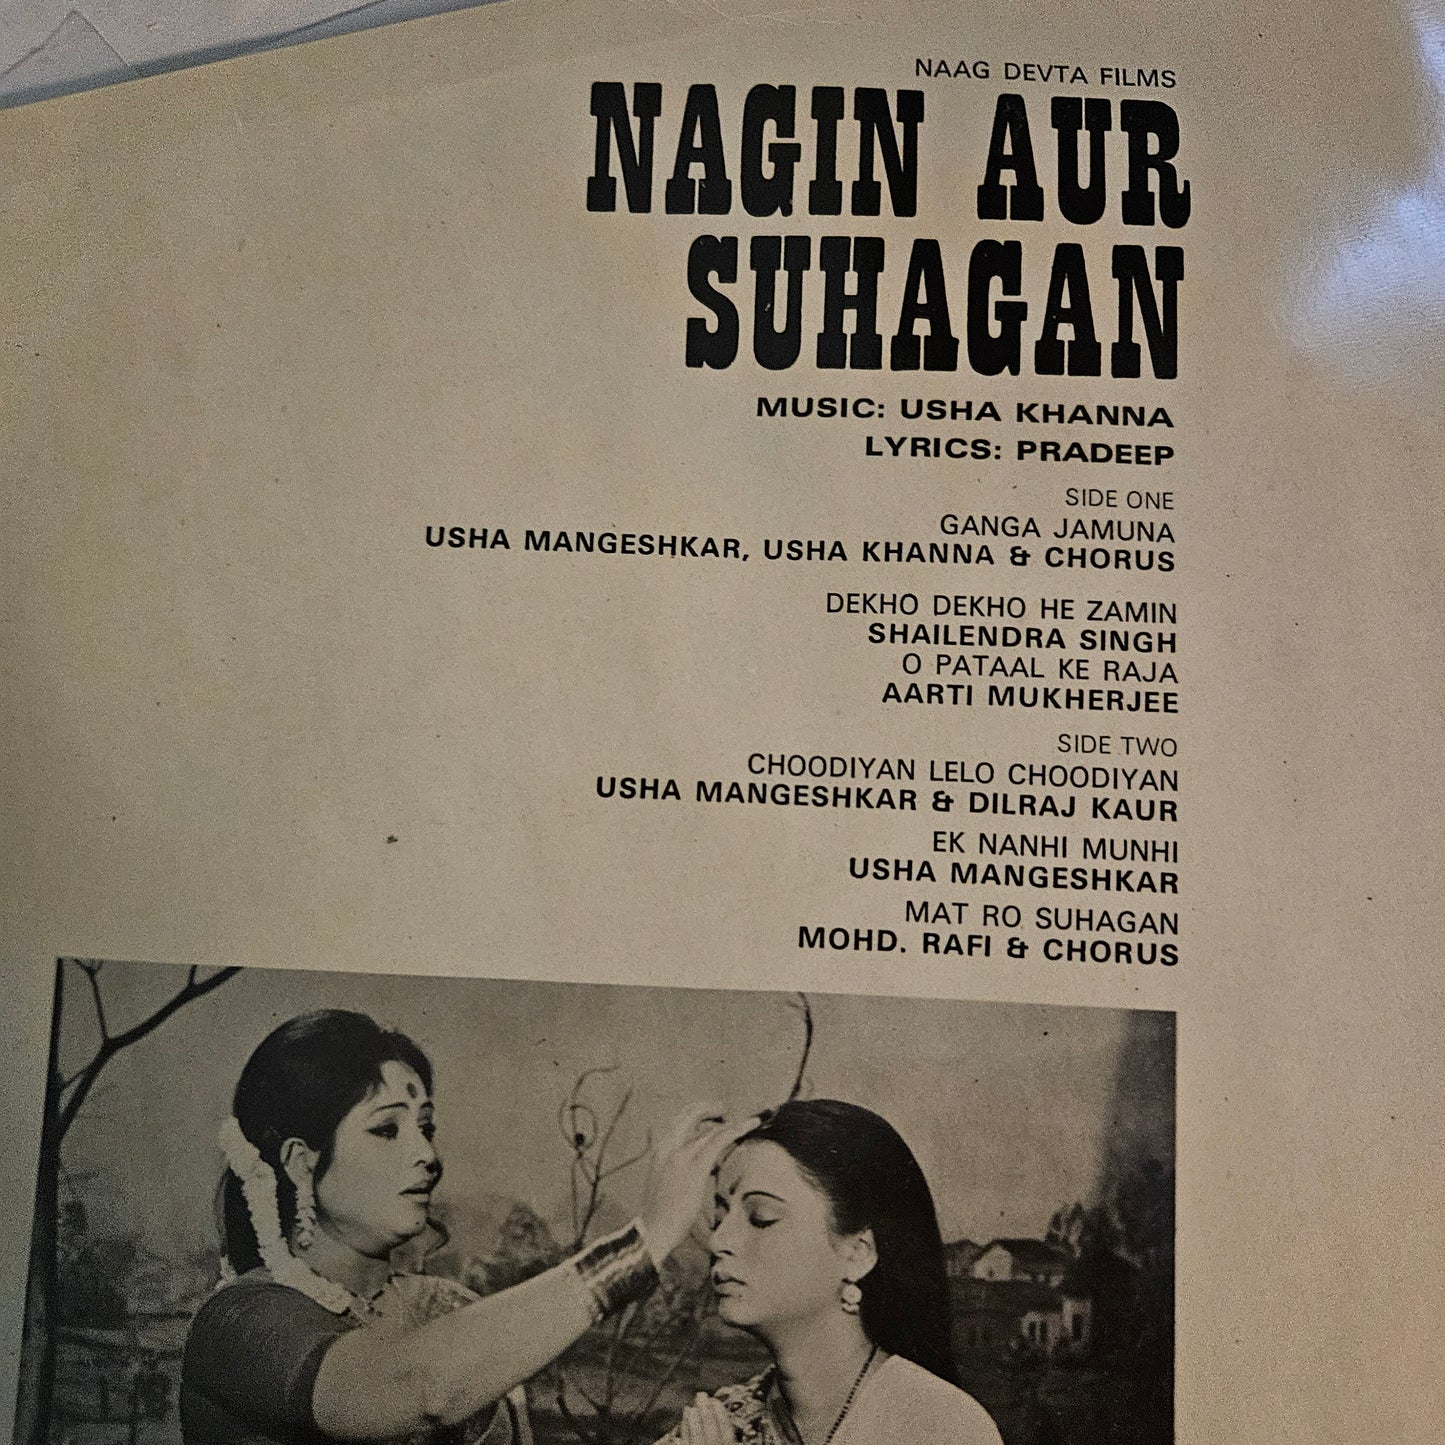 NAAG DEVTA FILMS
NAGIN AUR
SUHAGAN
MUSIC: USHA KHANNA
LYRICS: PRADEEP
SIDE ONE
GANGA JAMUNA
USHA MANGESHKAR, USHA KHANNA & CHORUS
DEKHO DEKHO HE ZAMIN
SHAILENDRA SINGH
O PATAAL KE RAJA
AARTI MUKHERJEE
SIDE TWO
CHOODIYAN LELO CHOODIYAN
USHA MANGESHKAR & DILRAJ KAUR
EK NANHI MUNHI
USHA MANGESHKAR
MAT RO SUHAGAN
MOHD. RAFI & CHORUS